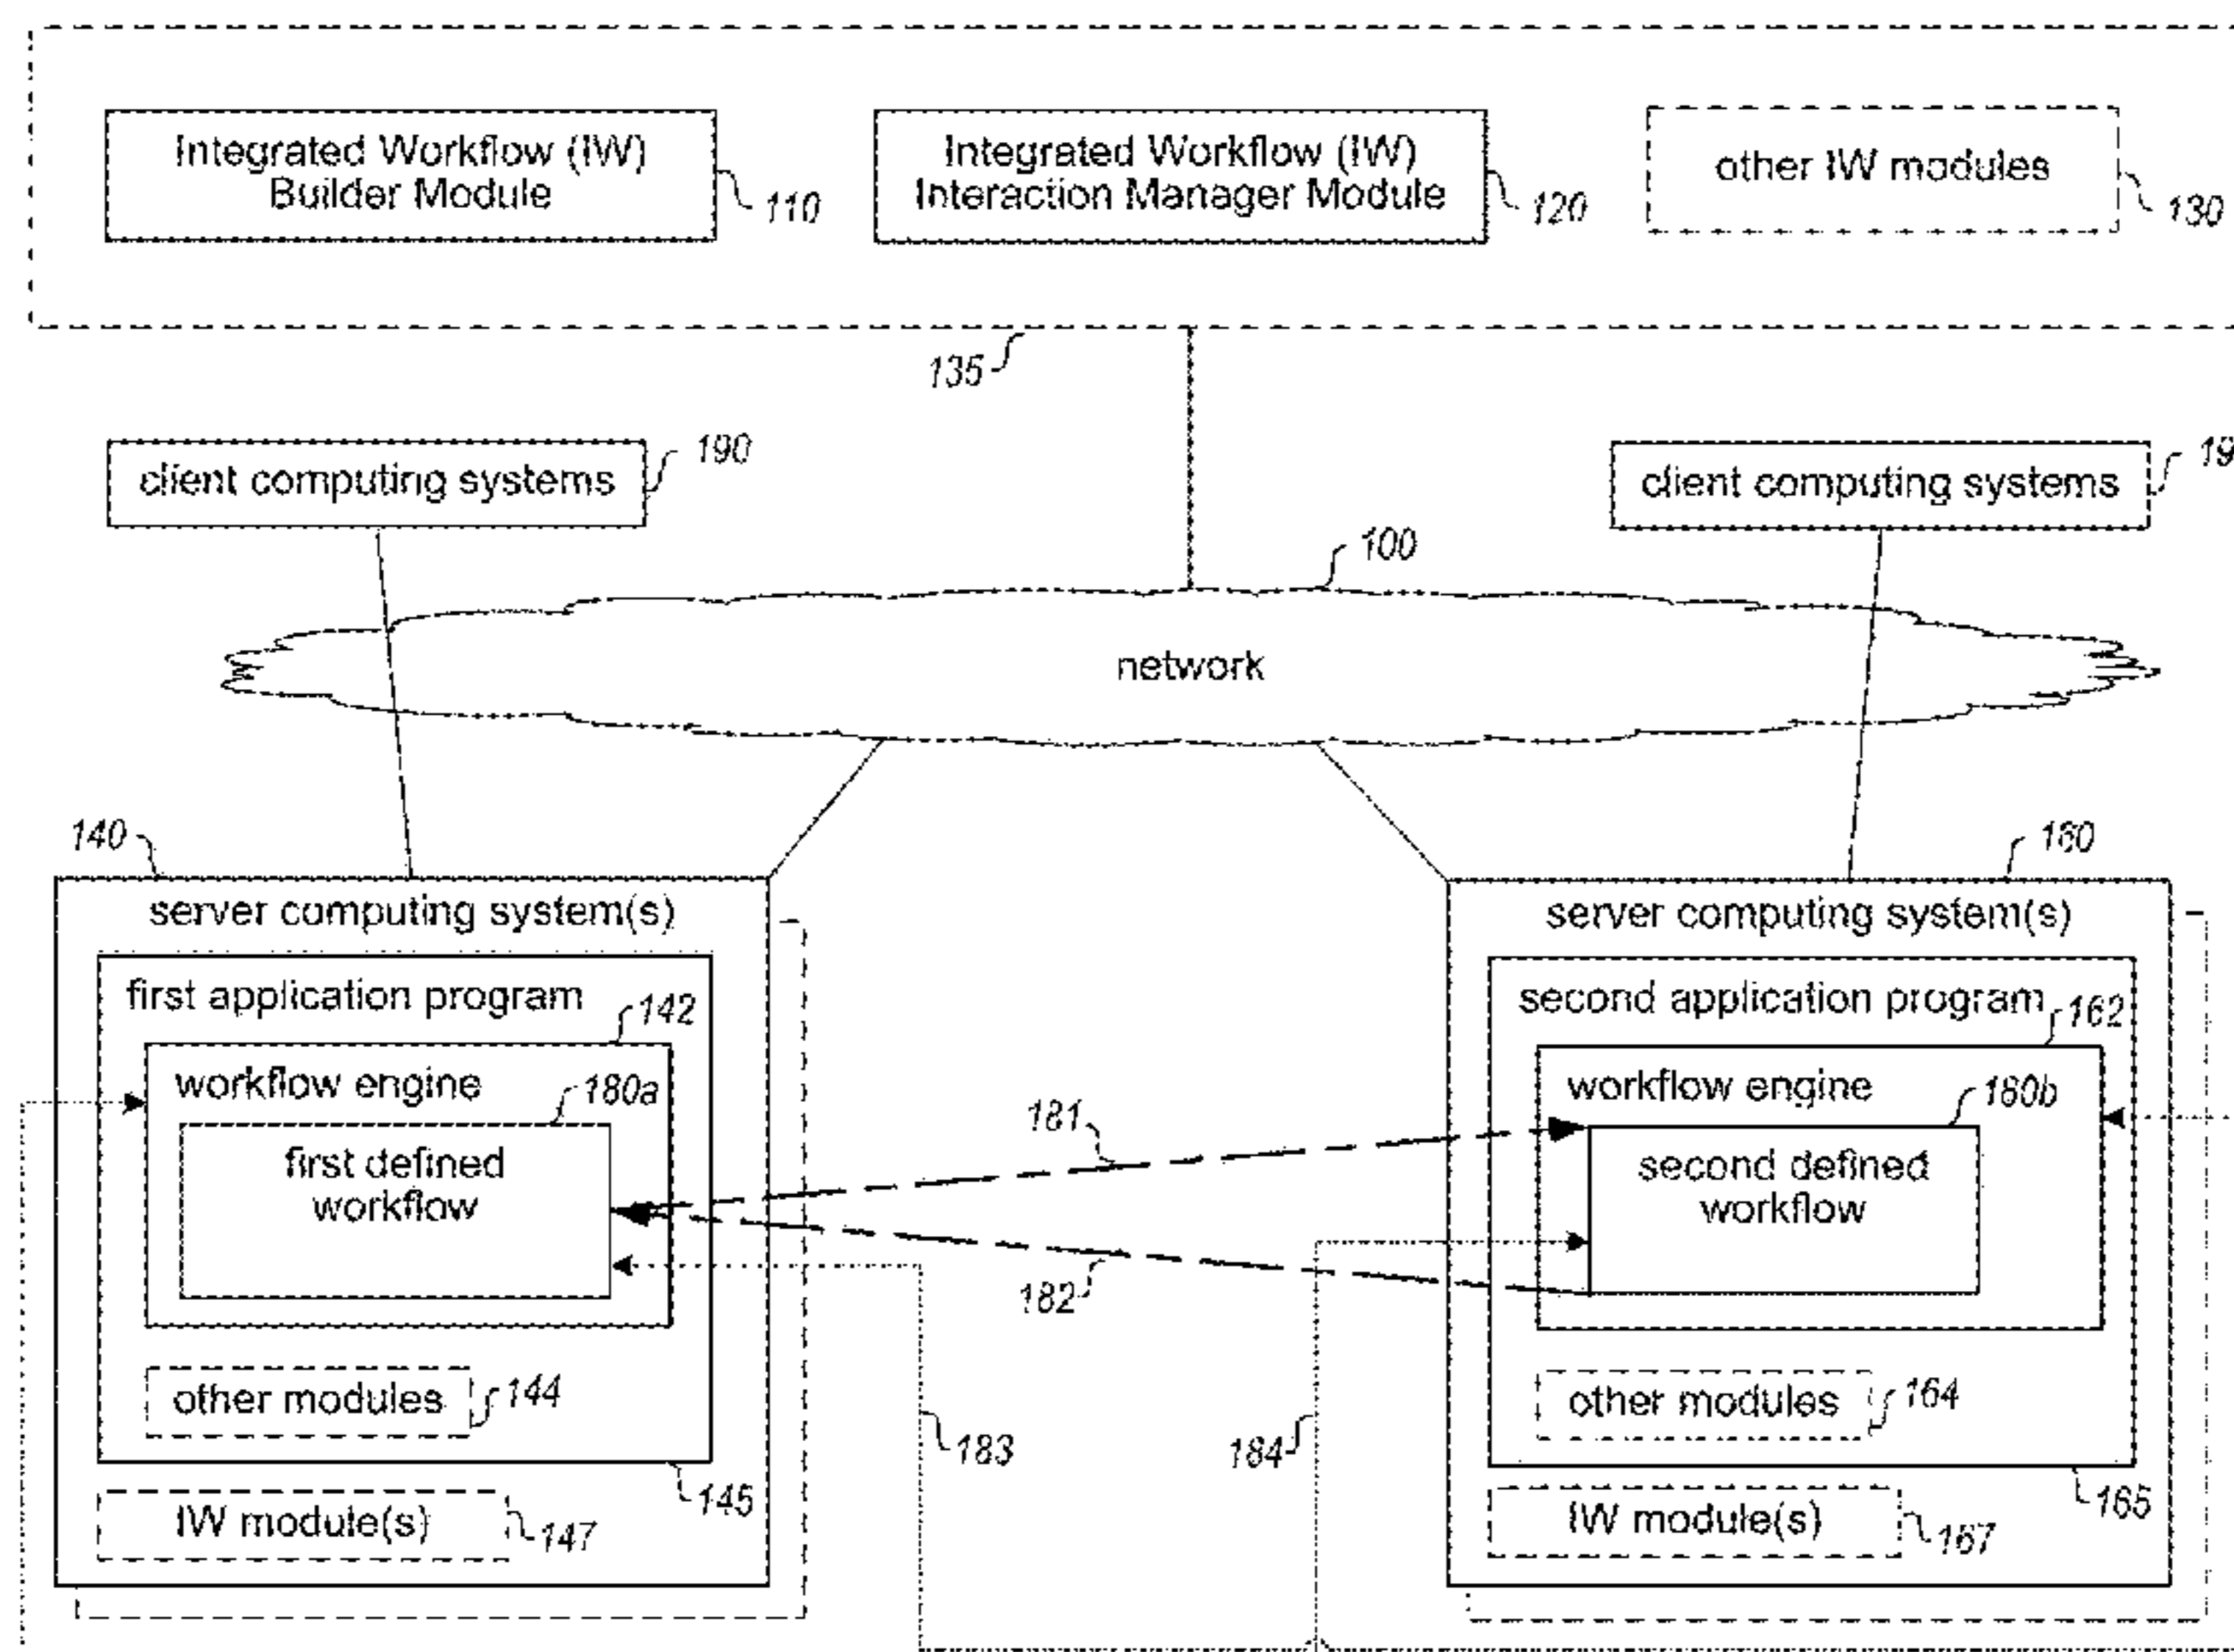 Integrated Workflow (IW)
Builder Module
110
Integrated Workflow (IW)
Interaction Manager Module
120
other IW modules
130
135
client computing systems
190
client computing systems
19
100
network
140
server computing system(s)
first application program
142
workflow engine
180a
first defined
workflow
other modules
144
145
IW module(s)
147
181
182
183
184
160
server computing system(s)
second application program
162
workflow engine
180b
second defined
workflow
other modules
164
165
IW module(s)
167